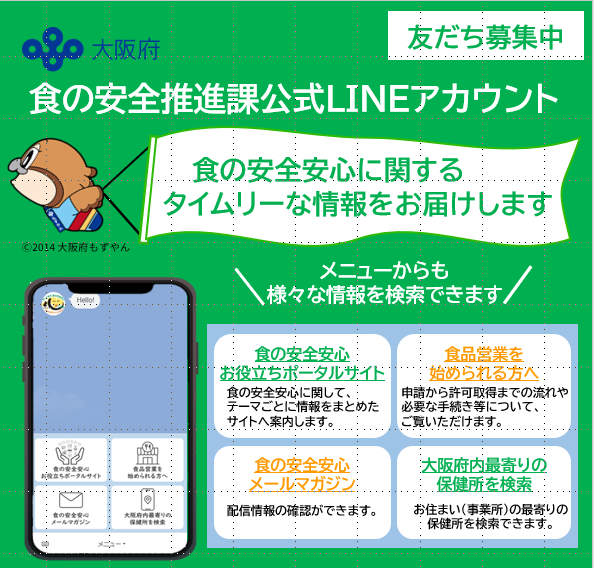 大阪府
友だち募集中
食の安全推進課公式LINEアカウント
食の安全安心に関する
タイムリーな情報をお届けします
©2014 大阪府もずやん
メニューからも
様々な情報を検索できます
Hello!
食の安全安心
お役立ちポータルサイト
食品営業を
始められる方へ
食の安全安心
メールマガジン
大阪府内最寄りの
保健所を検索
メニュー
食の安全安心
お役立ちポータルサイト
食の安全安心に関して、
テーマごとに情報をまとめた
サイトへ案内します。
食品営業を
始められる方へ
申請から許可取得までの流れや
必要な手続き等について、
ご覧いただけます。
食の安全安心
メールマガジン
配信情報の確認ができます。
大阪府内最寄りの
保健所を検索
お住まい(事業所)の最寄りの
保健所を検索できます。